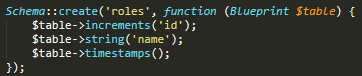 Schema::create('roles', function (Blueprint $table) {
    $table->increments('id');
    $table->string('name');
    $table->timestamps();
});